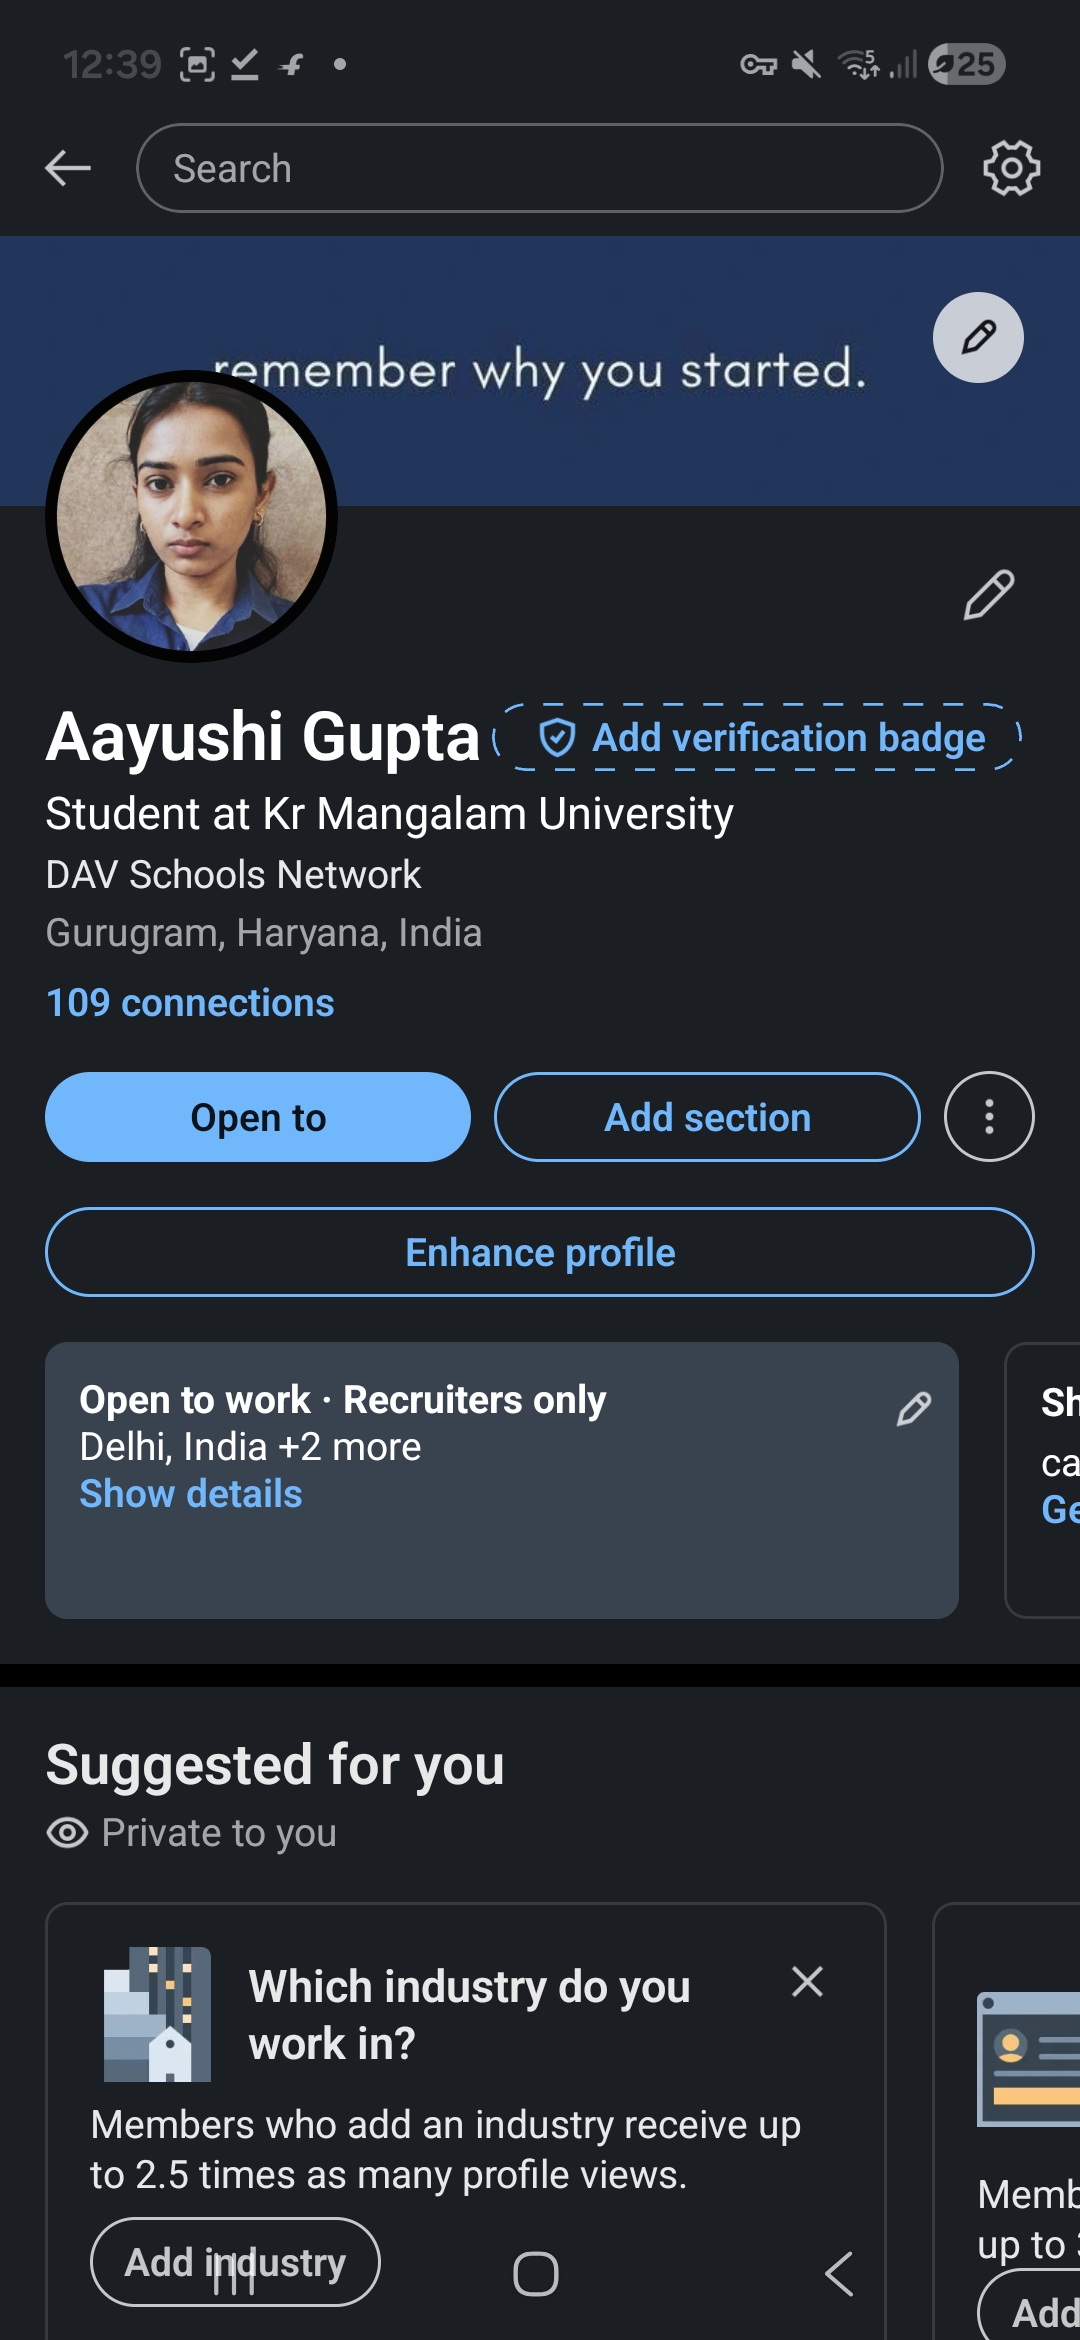 12:39
5
25
Search
remember why you started.
Aayushi Gupta
Add verification badge
Student at Kr Mangalam University
DAV Schools Network
Gurugram, Haryana, India
109 connections
Open to
Add section
Enhance profile
Open to work · Recruiters only
Delhi, India +2 more
Show details
Sh
ca
Ge
Suggested for you
Private to you
Which industry do you
work in?
Members who add an industry receive up
to 2.5 times as many profile views.
Add industry
Memb
up to
Add